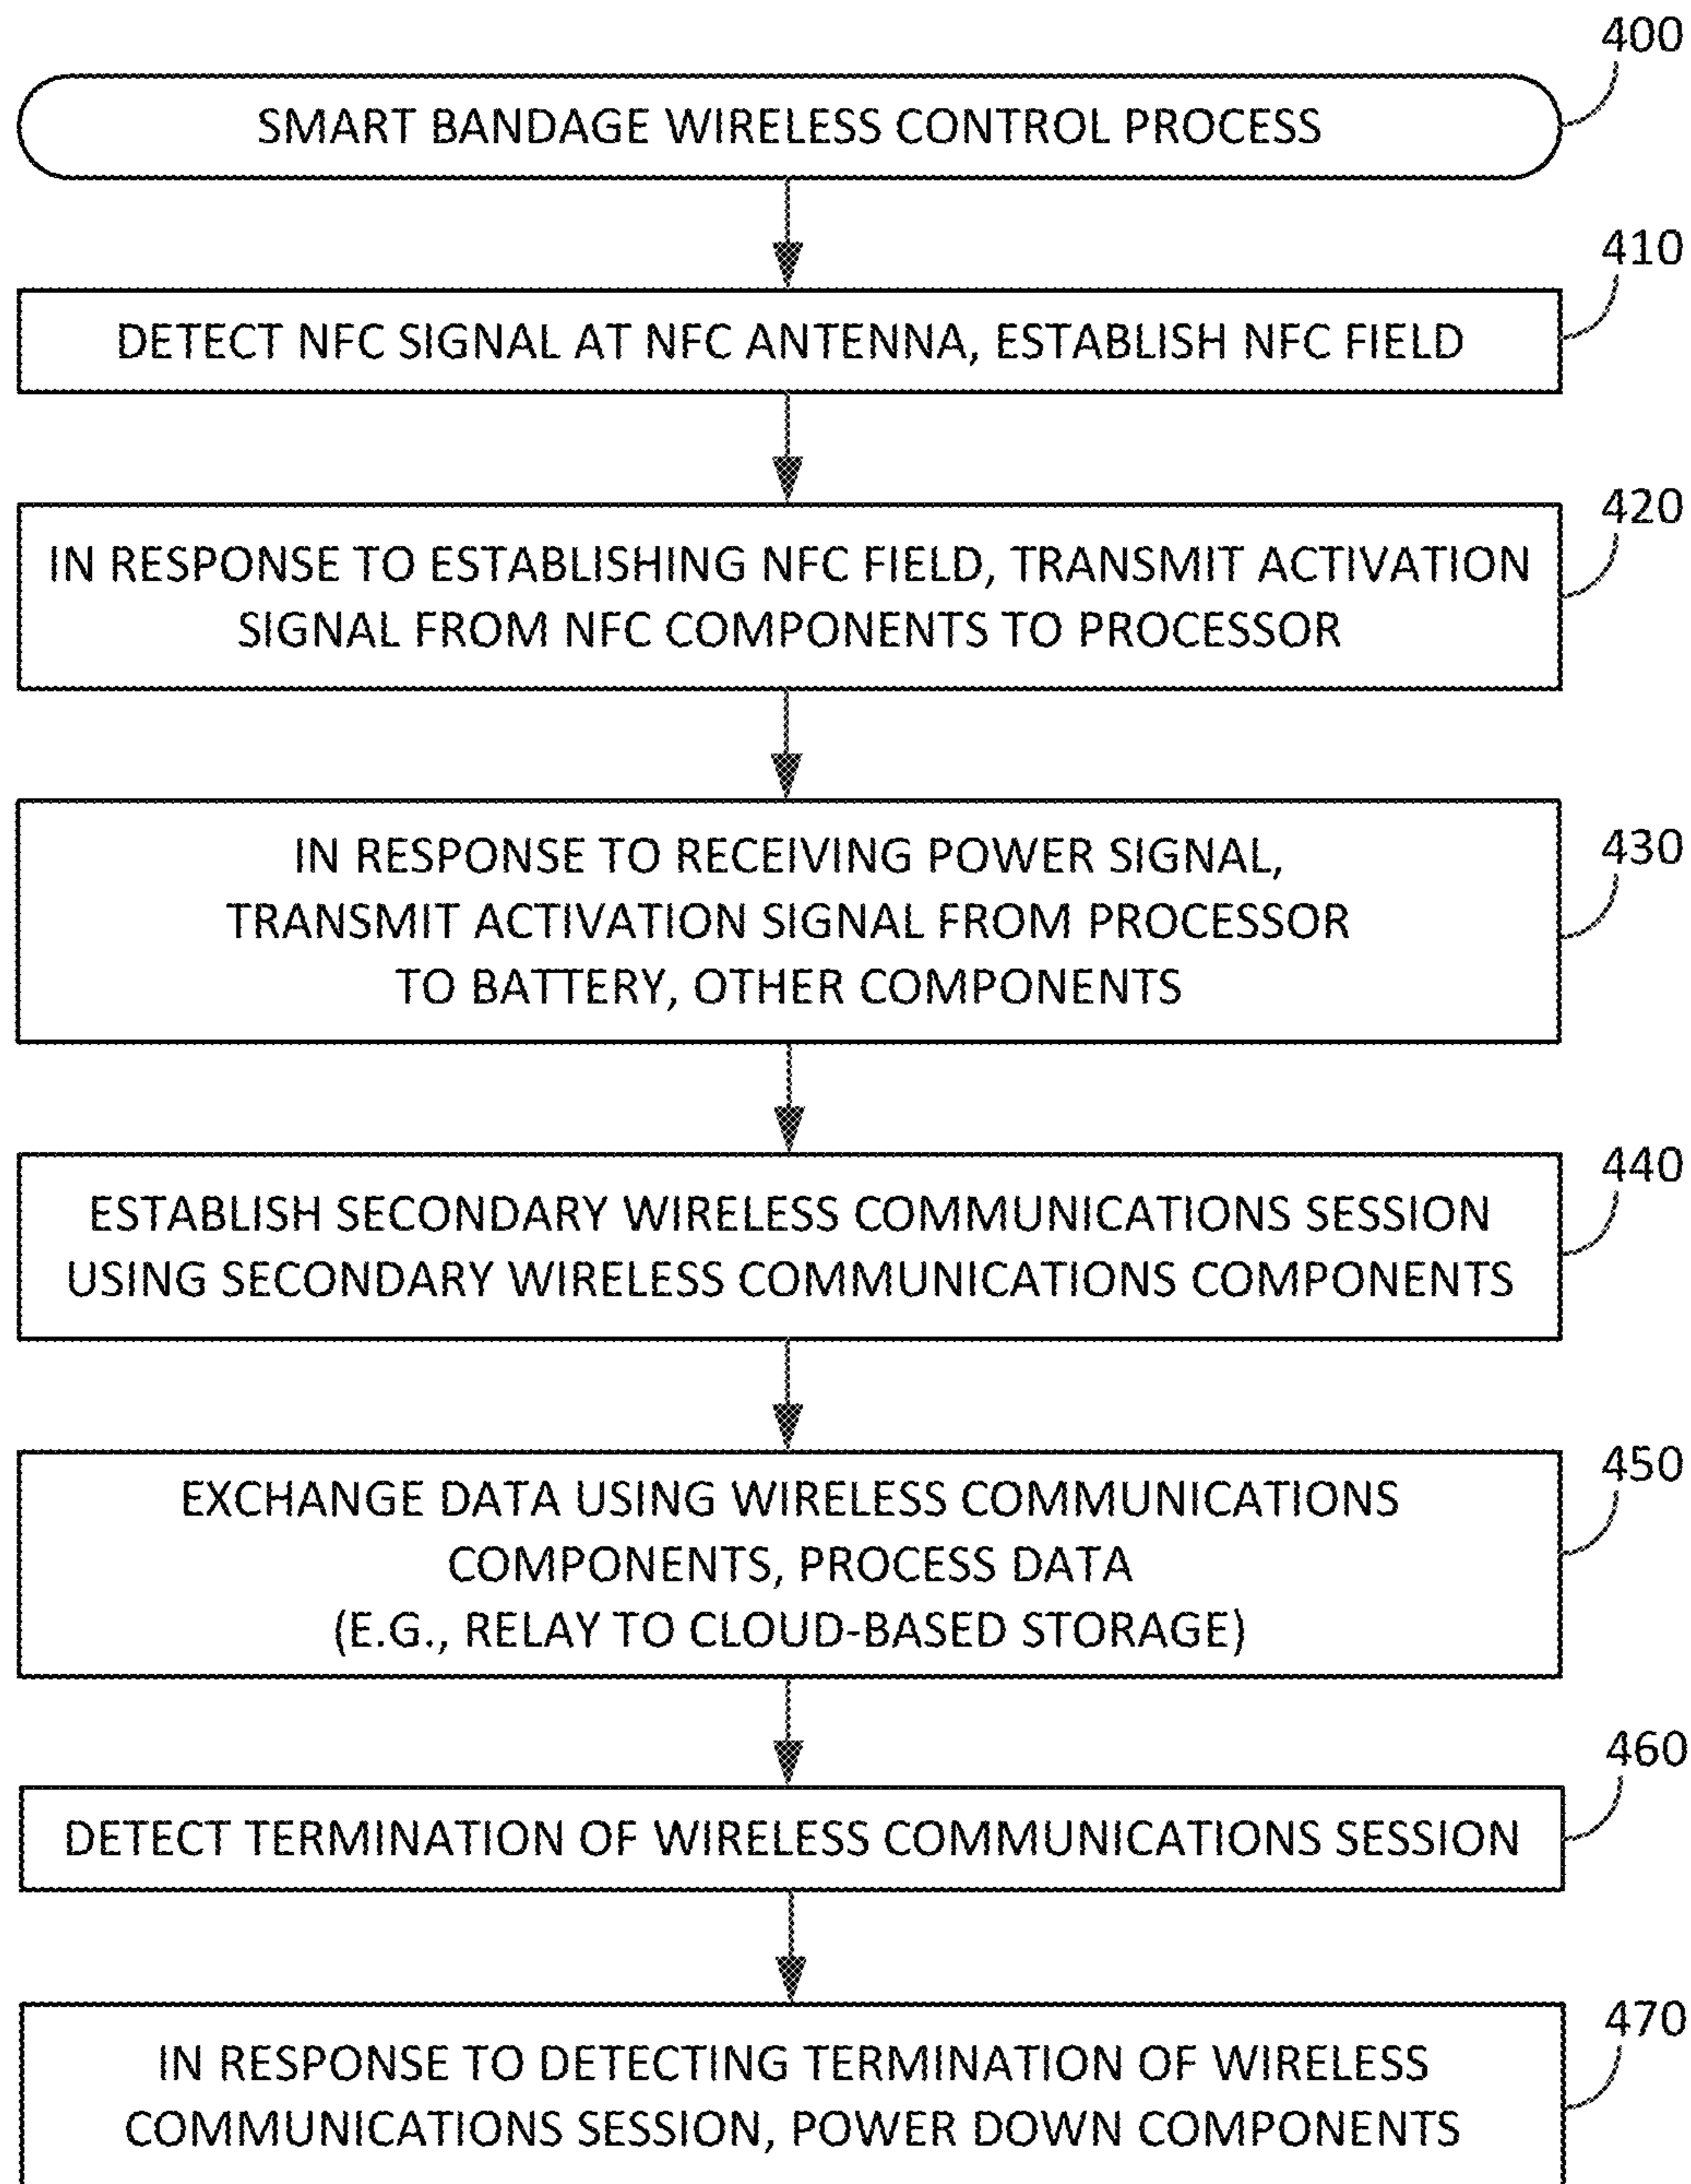 400
SMART BANDAGE WIRELESS CONTROL PROCESS
410
DETECT NFC SIGNAL AT NFC ANTENNA, ESTABLISH NFC FIELD
420
IN RESPONSE TO ESTABLISHING NFC FIELD, TRANSMIT ACTIVATION
SIGNAL FROM NFC COMPONENTS TO PROCESSOR
430
IN RESPONSE TO RECEIVING POWER SIGNAL,
TRANSMIT ACTIVATION SIGNAL FROM PROCESSOR
TO BATTERY, OTHER COMPONENTS
440
ESTABLISH SECONDARY WIRELESS COMMUNICATIONS SESSION
USING SECONDARY WIRELESS COMMUNICATIONS COMPONENTS
450
EXCHANGE DATA USING WIRELESS COMMUNICATIONS
COMPONENTS, PROCESS DATA
(E.G., RELAY TO CLOUD-BASED STORAGE)
460
DETECT TERMINATION OF WIRELESS COMMUNICATIONS SESSION
470
IN RESPONSE TO DETECTING TERMINATION OF WIRELESS
COMMUNICATIONS SESSION, POWER DOWN COMPONENTS